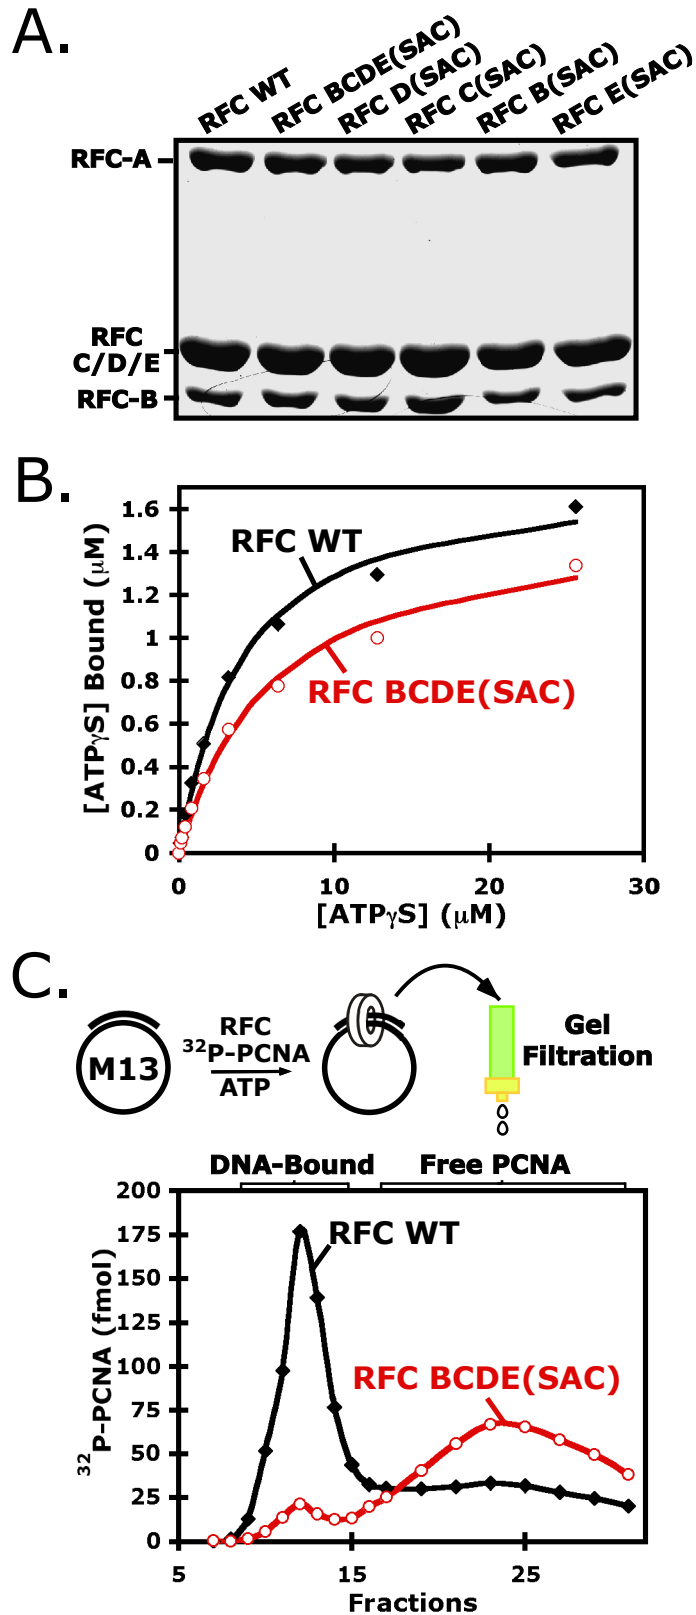 A.
RFC WT
RFC BCDE(SAC)
RFC D(SAC)
RFC C(SAC)
RFC B(SAC)
RFC E(SAC)
RFC-A
RFC
C/D/E
RFC-B
B.
1.6
1.4
1.2
1
0.8
0.6
0.4
0.2
0
[ATPγS] Bound (μM)
RFC WT
RFC BCDE(SAC)
0 10 20 30
[ATPγS] (μM)
C.
M13
RFC
³²P-PCNA
ATP
Gel
Filtration
DNA-Bound Free PCNA
200
175
150
125
100
75
50
25
0
³²P-PCNA (fmol)
RFC WT
RFC BCDE(SAC)
5 15 25
Fractions